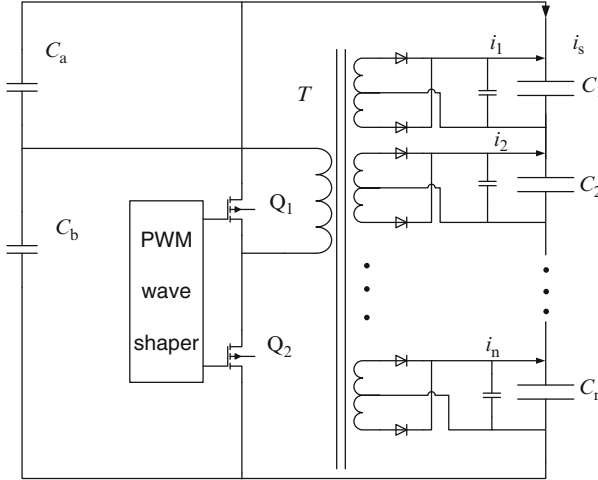 C_a
i_1
i_s
T
C
i_2
C_b
Q_1
C_2
PWM
wave
shaper
Q_2
i_n
C_n